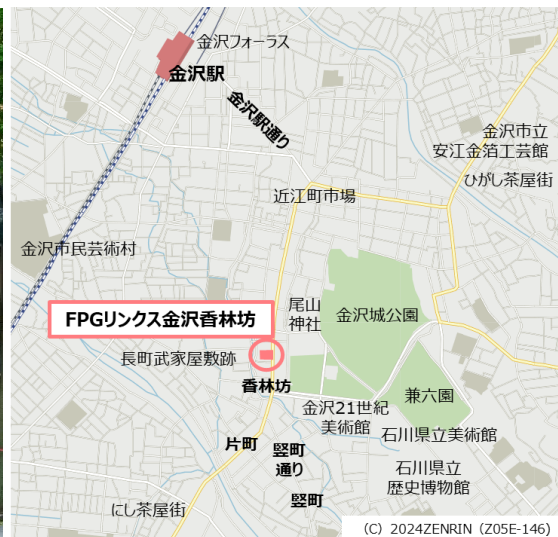 金沢フォーラス
金沢駅
金沢駅通り
金沢市立
安江金箔工芸館
ひがし茶屋街
近江町市場
金沢市民芸術村
尾山
神社
金沢城公園
FPGリンクス金沢香林坊
長町武家屋敷跡
香林坊
兼六園
金沢21世紀
美術館
石川県立美術館
片町
竪町
通り
石川県立
歴史博物館
竪町
にし茶屋街
(C) 2024ZENRIN (Z05E-146)